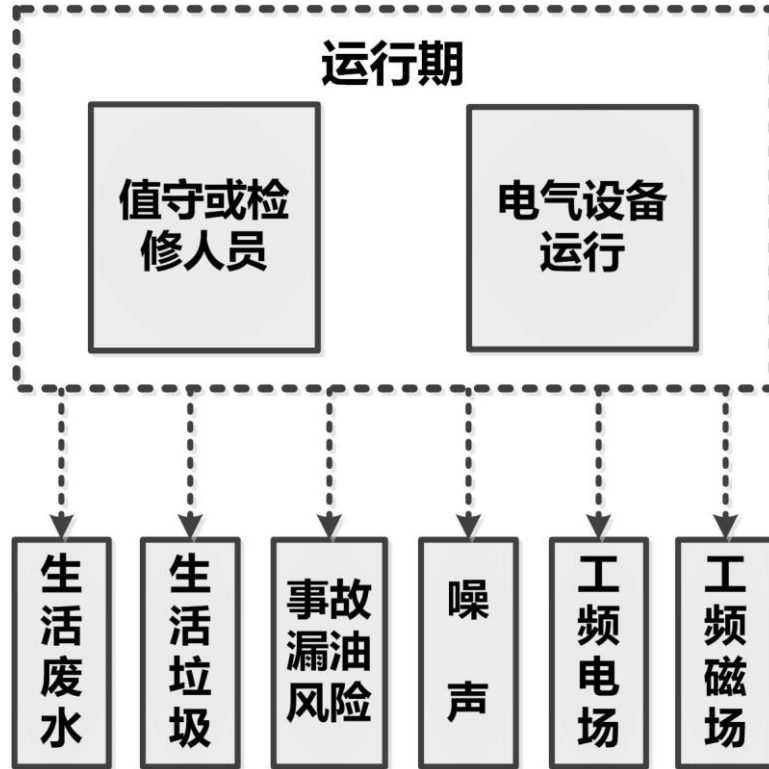 运行期
值守或检
修人员
电气设备
运行
生活废水
生活垃圾
事故
漏油
风险
噪声
工频电场
工频磁场